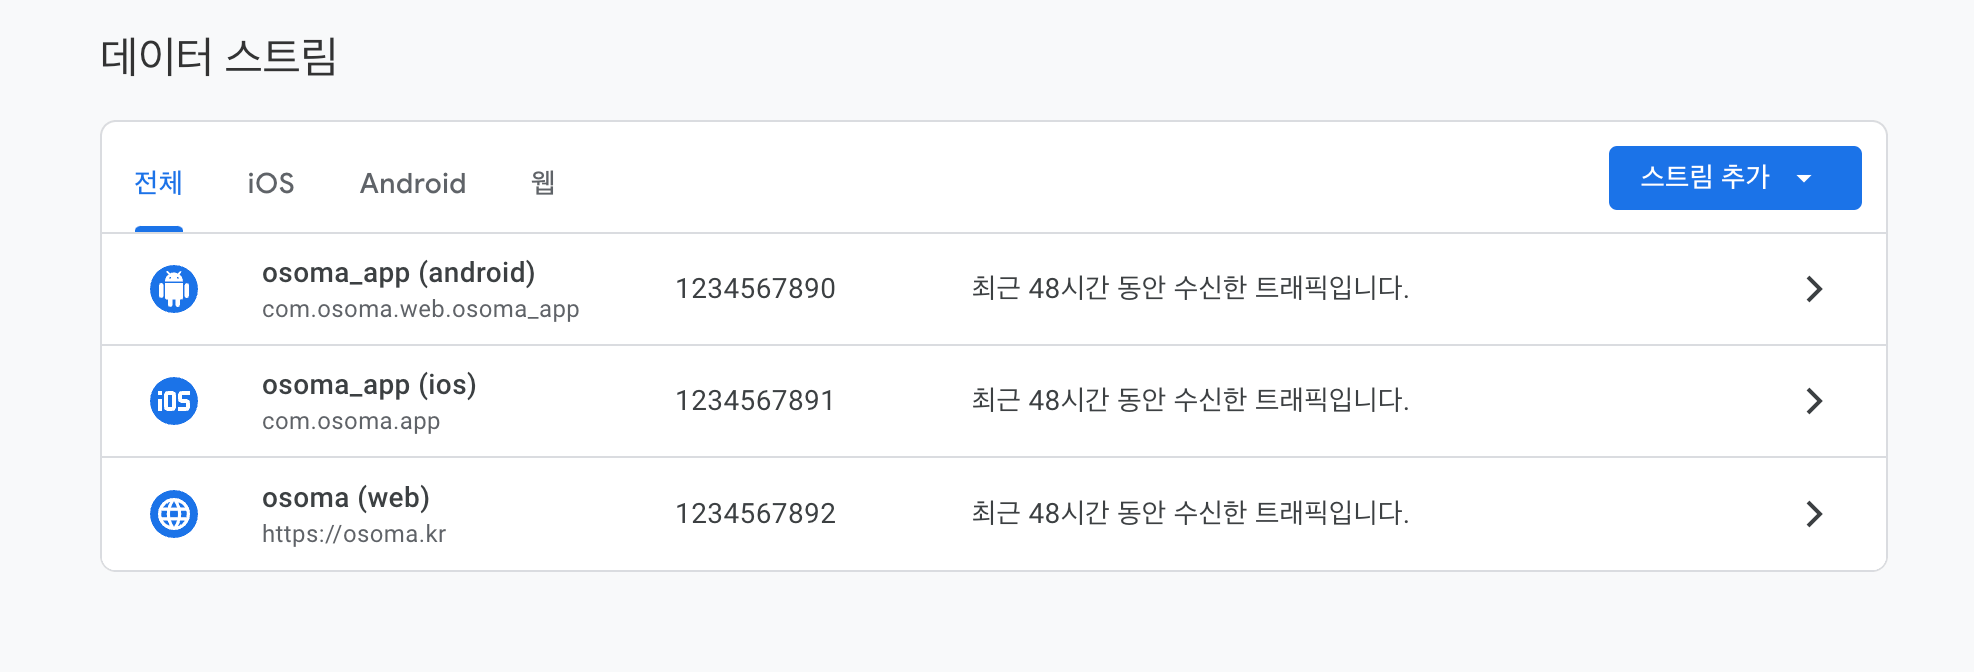 데이터 스트림
전체 iOS Android 웹 스트림 추가
osoma_app (android)
com.osoma.web.osoma_app
1234567890
최근 48시간 동안 수신한 트래픽입니다.
iOS
osoma_app (ios)
com.osoma.app
1234567891
최근 48시간 동안 수신한 트래픽입니다.
osoma (web)
https://osoma.kr
1234567892
최근 48시간 동안 수신한 트래픽입니다.